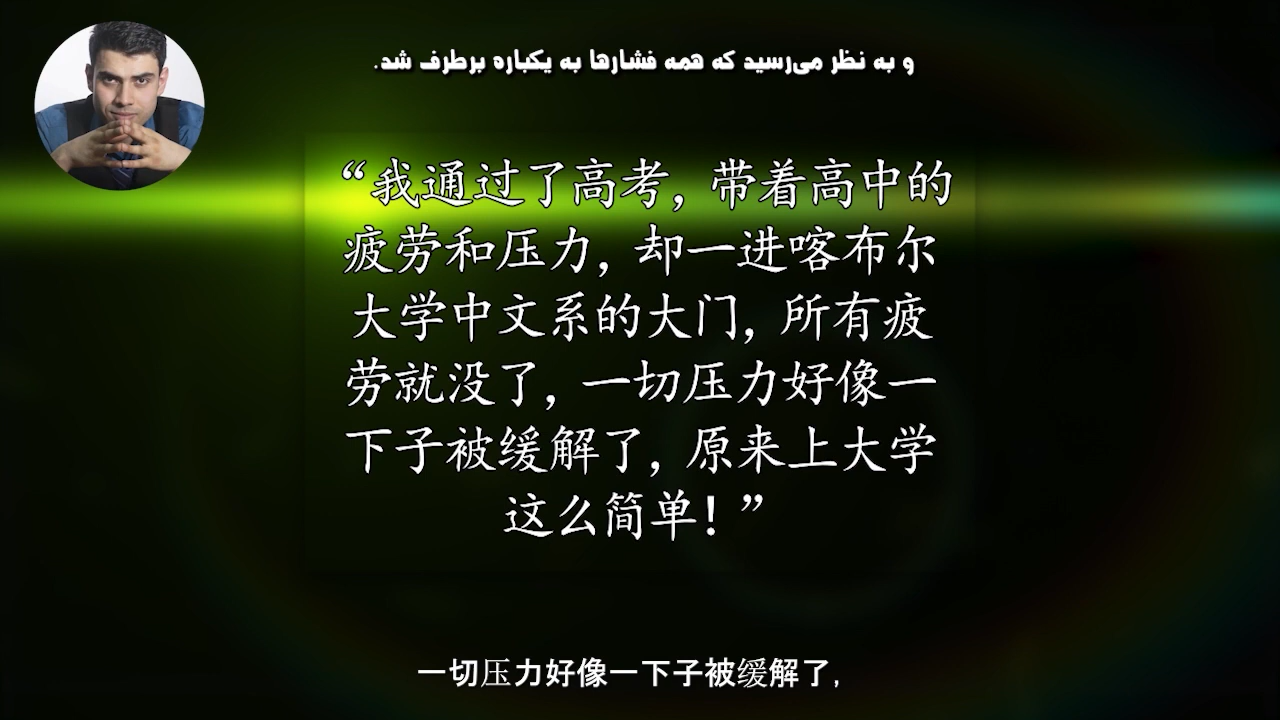 و به نظر می‌رسید که همه فشارها به یکباره برطرف شد.
“我通过了高考，带着高中的
疲劳和压力，却一进喀布尔
大学中文系的大门，所有疲
劳就没了，一切压力好像一
下子被缓解了，原来上大学
这么简单！”
一切压力好像一下子被缓解了,